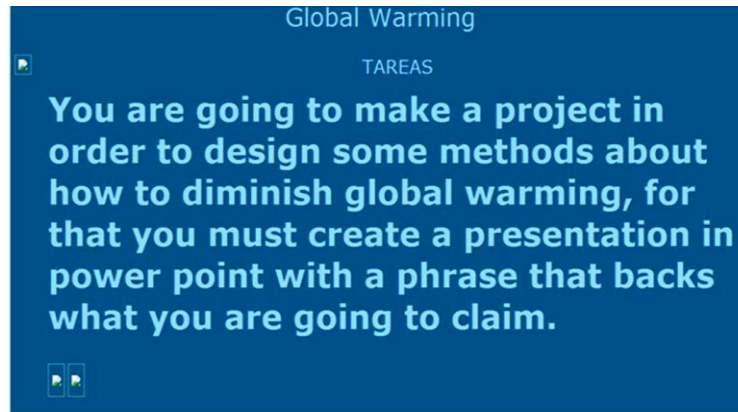 Global Warming
TAREAS
You are going to make a project in
order to design some methods about
how to diminish global warming, for
that you must create a presentation in
power point with a phrase that backs
what you are going to claim.